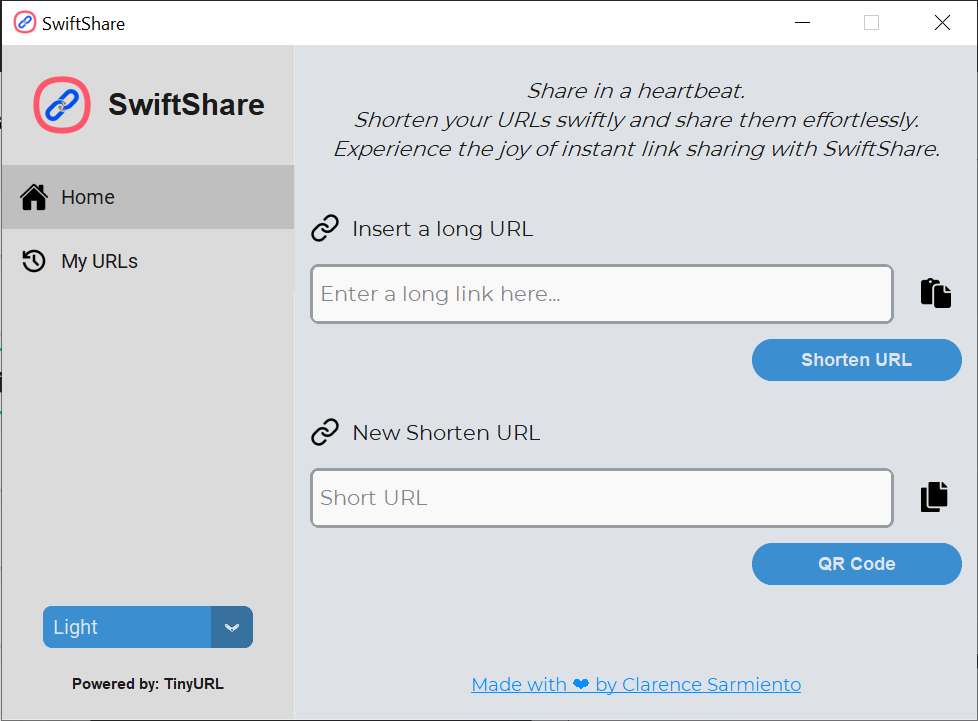 SwiftShare
SwiftShare
Home
My URLs
Light
Powered by: TinyURL
Share in a heartbeat.
Shorten your URLs swiftly and share them effortlessly.
Experience the joy of instant link sharing with SwiftShare.
Insert a long URL
Enter a long link here...
Shorten URL
New Shorten URL
Short URL
QR Code
Made with ❤ by Clarence Sarmiento